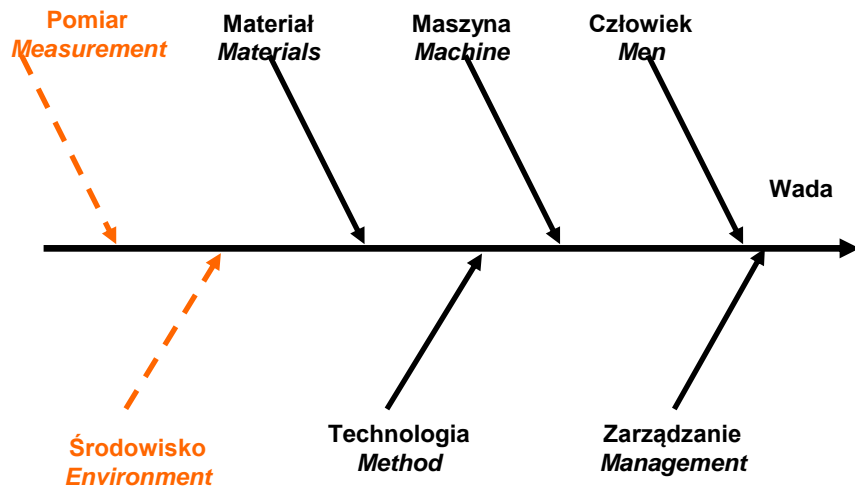 Pomiar
Measurement
Materiał
Materials
Maszyna
Machine
Człowiek
Men
Wada
Środowisko
Environment
Technologia
Method
Zarządzanie
Management